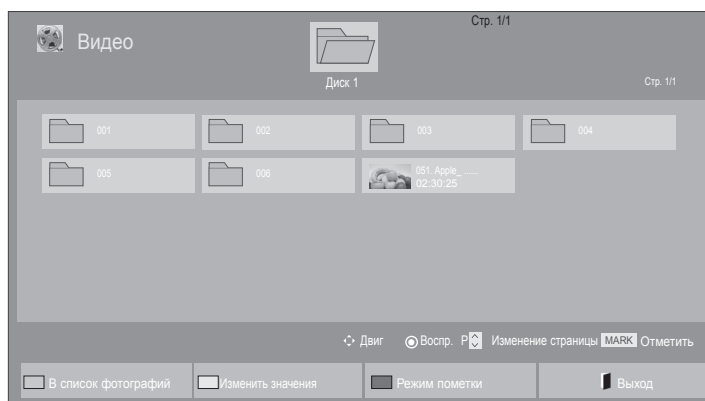 Стр. 1/1
Видео
Диск 1
Стр. 1/1
001 002 003 004
005 006 051. Apple_ ......
02:30:25
Двиг Воспр. P Изменение страницы MARK Отметить
В список фотографий Изменить значения Режим пометки Выход